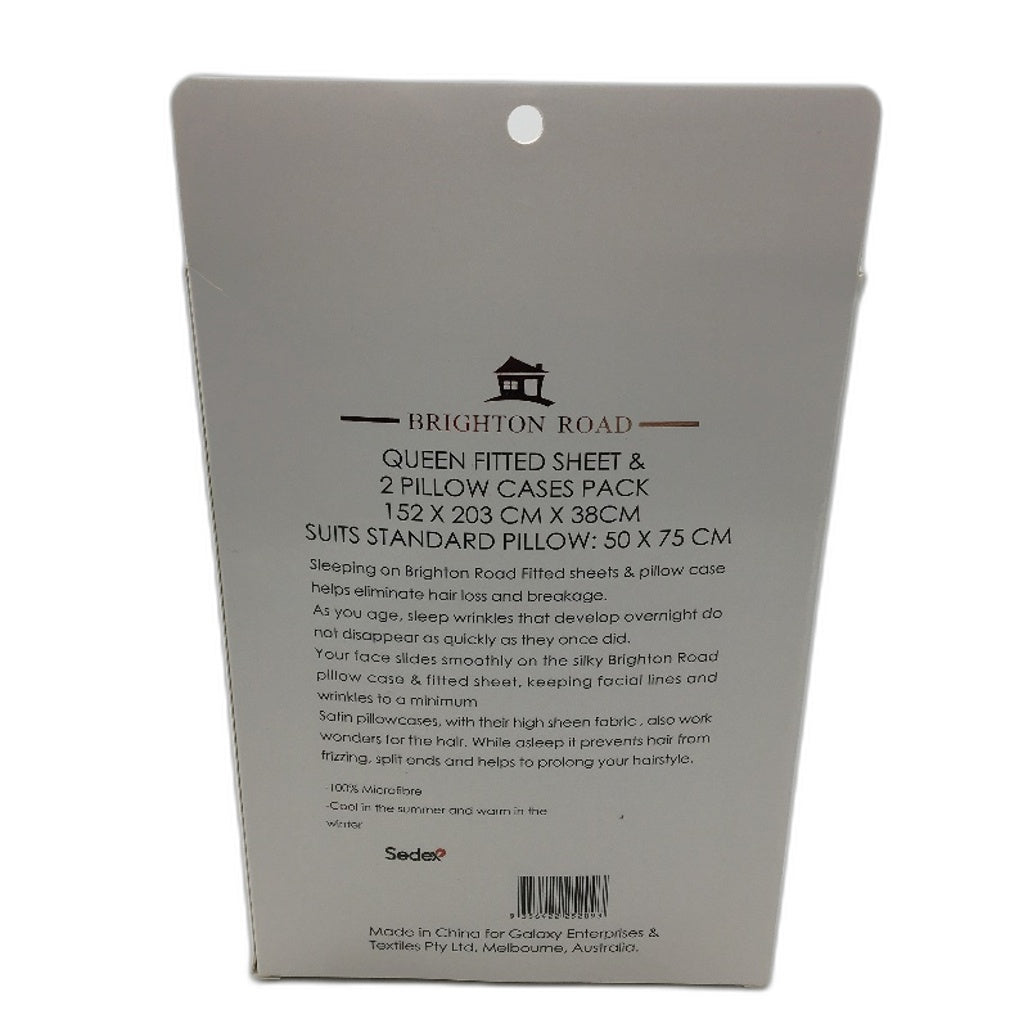 BRIGHTON ROAD
QUEEN FITTED SHEET &
2 PILLOW CASES PACK
152 X 203 CM X 38CM
SUITS STANDARD PILLOW: 50 X 75 CM
Sleeping on Brighton Road Fitted sheets & pillow case
helps eliminate hair loss and breakage.
As you age, sleep wrinkles that develop overnight do
not disappear as quickly as they once did.
Your face slides smoothly on the silky Brighton Road
pillow case & fitted sheet, keeping facial lines and
wrinkles to a minimum
Satin pillowcases, with their high sheen fabric, also work
wonders for the hair. While asleep it prevents hair from
frizzing, split ends and helps to prolong your hairstyle.
-100% Microfibre
-Cool in the summer and warm in the
winter
Sedex
Made in China for Galaxy Enterprises &
Textiles Pty Ltd, Melbourne, Australia.